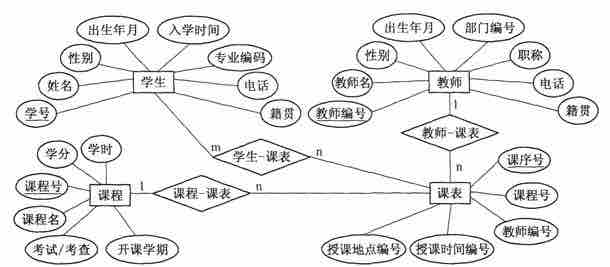 出生年月
入学时间
性别
专业编码
姓名
学生
电话
学号
籍贯
出生年月
部门编号
性别
职称
教师名
教师
电话
教师编号
籍贯
1
教师-课表
n
m
学生-课表
n
学分
学时
课程号
课程
课程名
考试/考查
开课学期
1
课程-课表
n
课表
课序号
课程号
教师编号
授课地点编号
授课时间编号